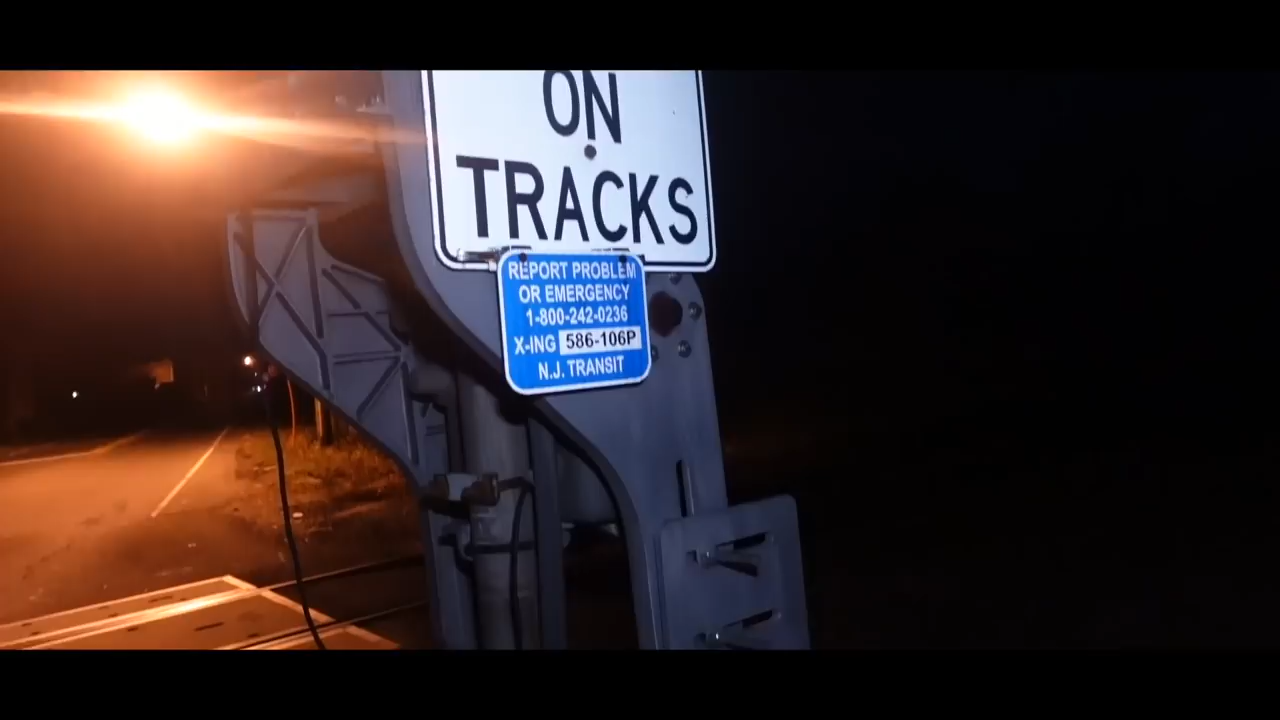 ON
TRACKS
REPORT PROBLEM
OR EMERGENCY
1-800-242-0236
X-ING 586-106P
N.J. TRANSIT